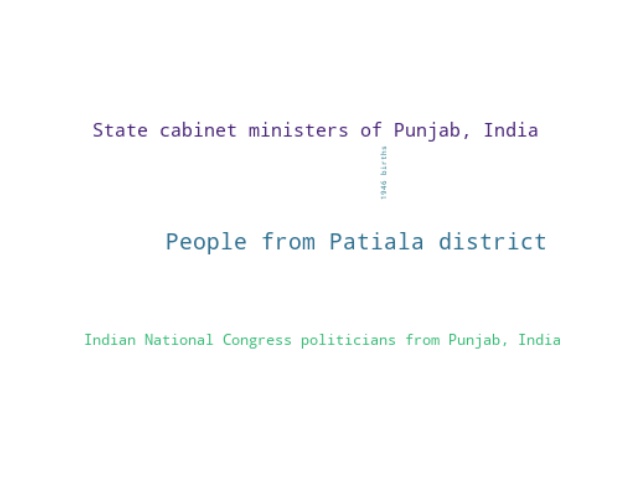 State cabinet ministers of Punjab, India
1946 births
People from Patiala district
Indian National Congress politicians from Punjab, India